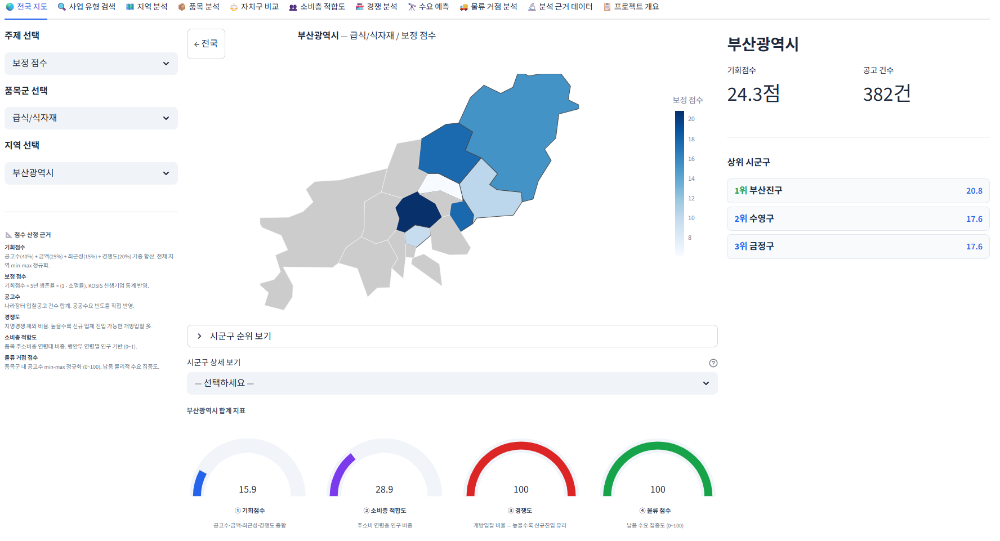 전국 지도 사업 유형 검색 지역 분석 품목 분석 자치구 비교 소비층 적합도 경쟁 분석 수요 예측 물류 거점 분석 분석 근거 데이터 프로젝트 개요
주제 선택
보정 점수
품목군 선택
급식/식자재
지역 선택
부산광역시
점수 산정 근거
기회점수
공고수(40%) + 금액(25%) + 최근성(15%) + 경쟁도(20%) 가중 합산. 전체 지
역 min-max 정규화.
보정 점수
기회점수 × 5년 생존율 × (1 - 소멸률). KOSIS 신생기업 통계 반영.
공고수
나라장터 입찰공고 건수 합계. 공공수요 빈도를 직접 반영.
경쟁도
지명경쟁 제외 비율. 높을수록 신규 업체 진입 가능한 개방입찰 多.
소비층 적합도
품목 주소비층 연령대 비중. 행안부 연령별 인구 기반 (0~1).
물류 거점 점수
품목군 내 공고수 min-max 정규화 (0~100). 납품 물리적 수요 집중도.
← 전국
부산광역시 — 급식/식자재 / 보정 점수
보정 점수
20
18
16
14
12
10
8
시군구 순위 보기
시군구 상세 보기
— 선택하세요 —
부산광역시 합계 지표
15.9
① 기회점수
공고수·금액·최근성·경쟁도 종합
28.9
② 소비층 적합도
주소비 연령층 인구 비중
100
③ 경쟁도
개방입찰 비율 — 높을수록 신규진입 유리
100
④ 물류 점수
납품 수요 집중도 (0~100)
부산광역시
기회점수 공고 건수
24.3점 382건
상위 시군구
1위 부산진구 20.8
2위 수영구 17.6
3위 금정구 17.6